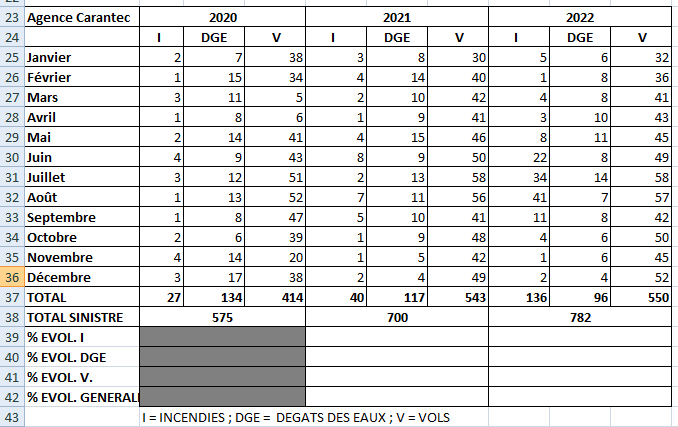 23 Agence Carantec 2020 2021 2022
24 I DGE V I DGE V I DGE V
25 Janvier 2 7 38 3 8 30 5 6 32
26 Février 1 15 34 4 14 40 1 8 36
27 Mars 3 11 5 2 10 42 4 8 41
28 Avril 1 8 6 1 9 41 3 10 43
29 Mai 2 14 41 4 15 46 8 11 45
30 Juin 4 9 43 8 9 50 22 8 49
31 Juillet 3 12 51 2 13 58 34 14 58
32 Août 1 13 52 7 11 56 41 7 57
33 Septembre 1 8 47 5 10 41 11 8 42
34 Octobre 2 6 39 1 9 48 4 6 50
35 Novembre 4 14 20 1 5 42 1 6 45
36 Décembre 3 17 38 2 4 49 2 4 52
37 TOTAL 27 134 414 40 117 543 136 96 550
38 TOTAL SINISTRE 575 700 782
39 % EVOL. I
40 % EVOL. DGE
41 % EVOL. V.
42 % EVOL. GENERAL
43 I = INCENDIES ; DGE = DEGATS DES EAUX ; V = VOLS